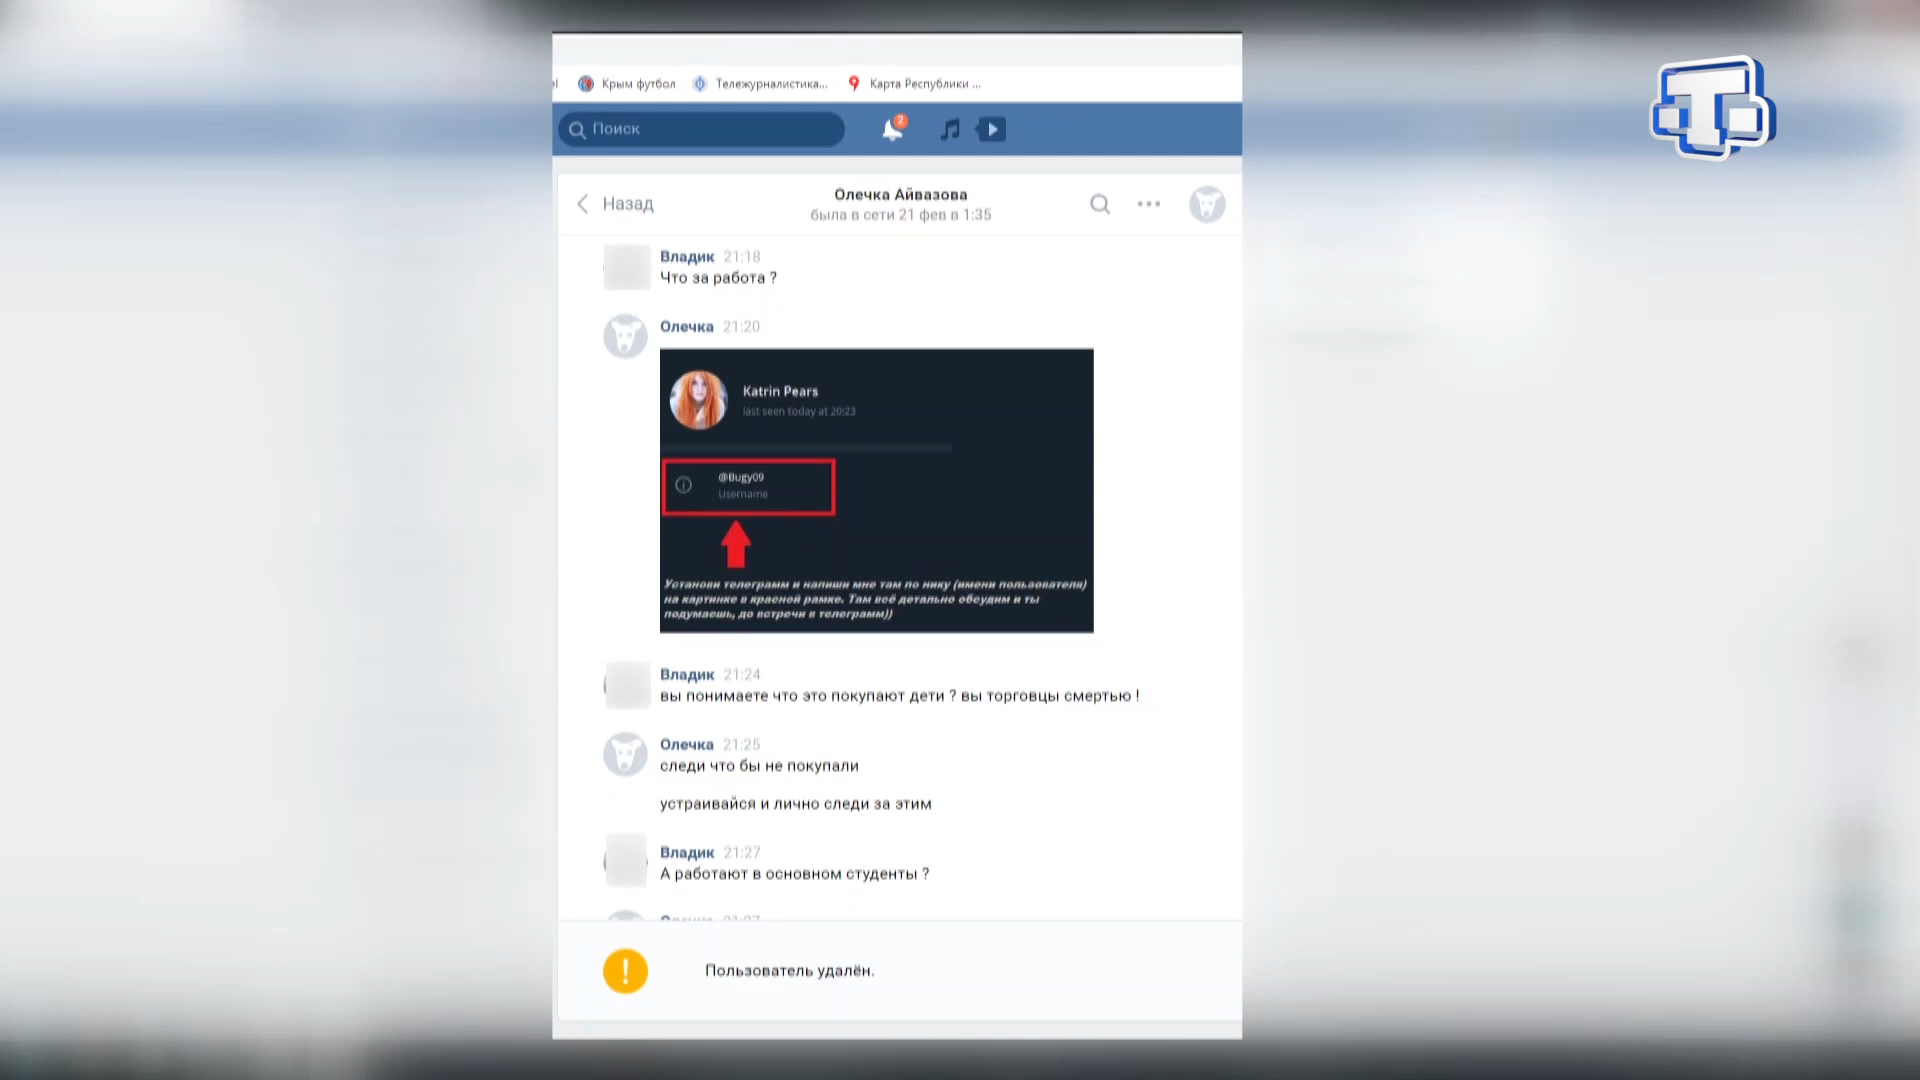 Крым футбол
Тележурналистика...
Карта Республики ...
Поиск
2
Назад
Олечка Айвазова
была в сети 21 фев в 1:35
Владик 21:18
Что за работа ?
Олечка 21:20
Katrin Pears
last seen today at 20:23
@Bugy09
Username
Установи телеграмм и напиши мне там по нику (имени пользователя)
на картинке в красной рамке. Там всё детально обсудим и ты
подумаешь, до встречи в телеграмм))
Владик 21:24
вы понимаете что это покупают дети ? вы торговцы смертью !
Олечка 21:25
следи что бы не покупали
устраивайся и лично следи за этим
Владик 21:27
А работают в основном студенты ?
Олечка 21:27
Пользователь удалён.
T